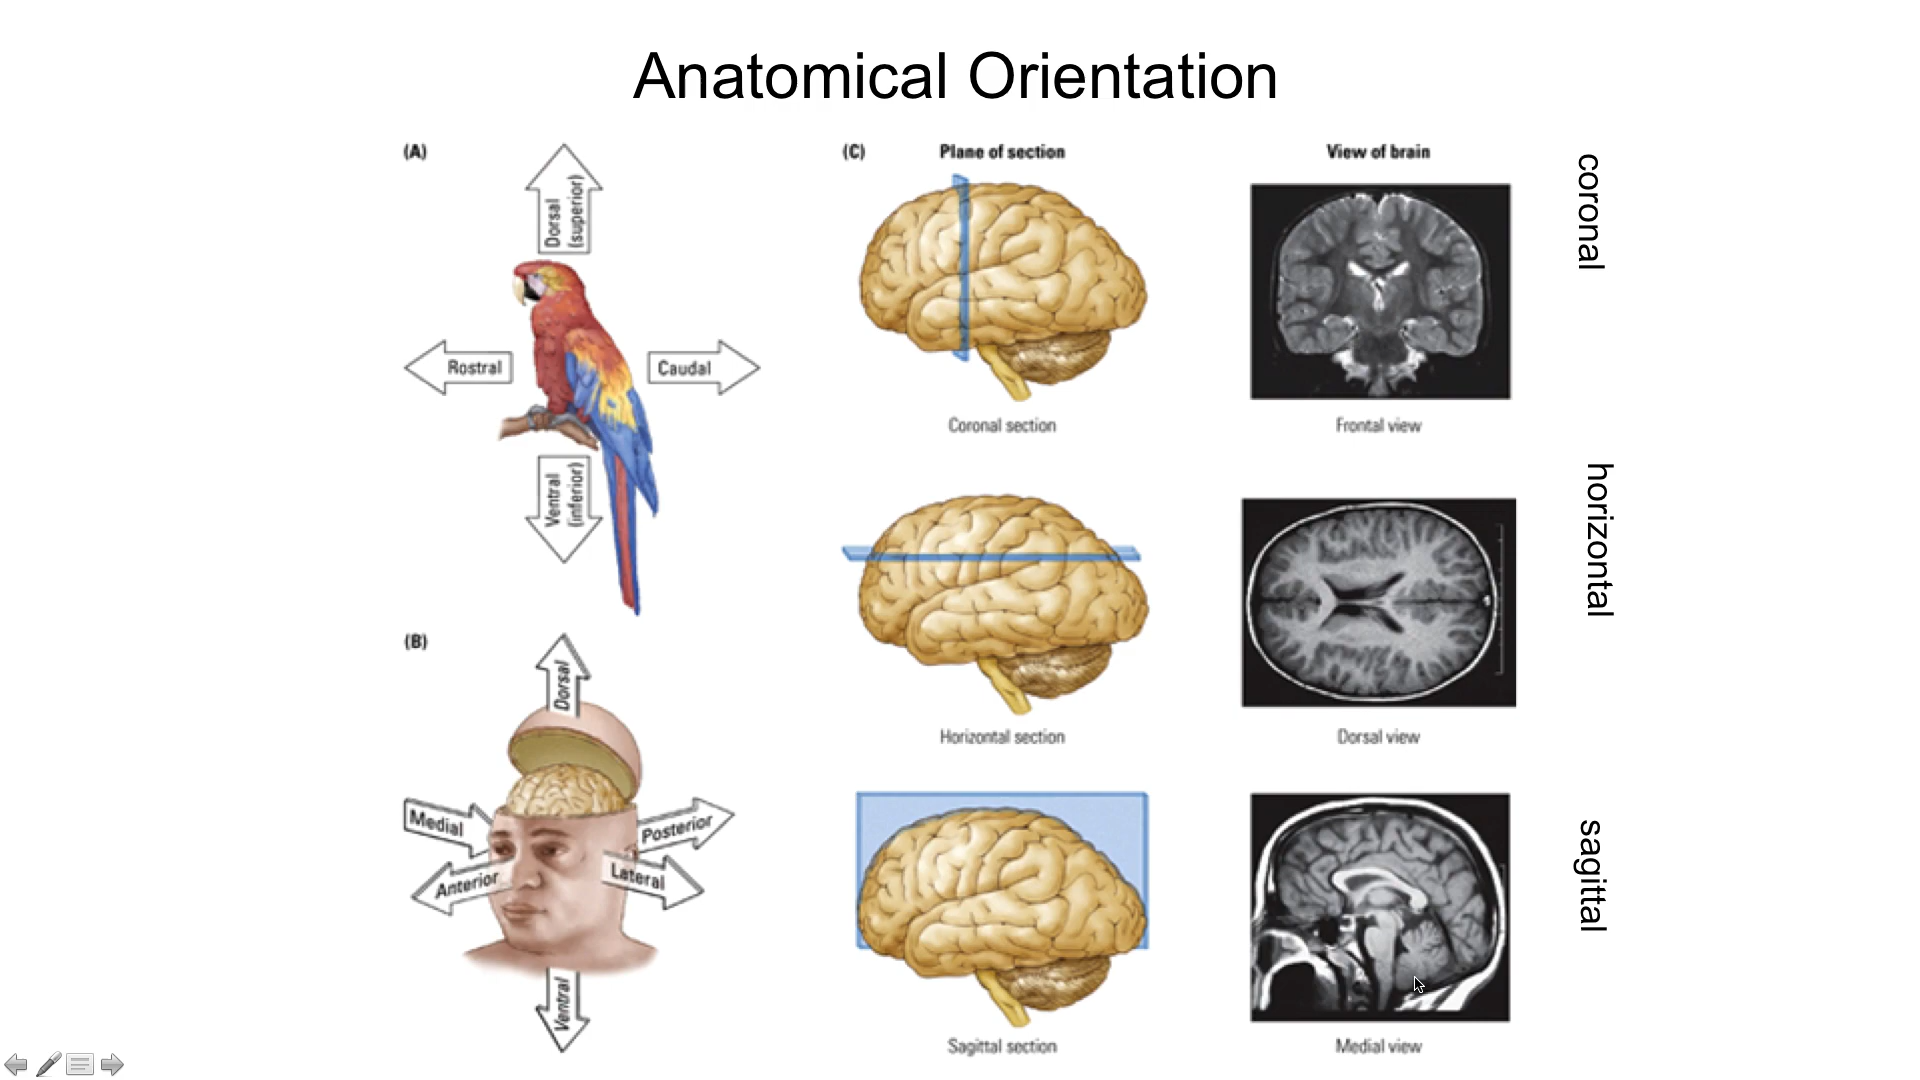 Anatomical Orientation
(A)
Dorsal
(superior)
Rostral
Caudal
Ventral
(inferior)
(B)
Dorsal
Medial
Posterior
Anterior
Lateral
Ventral
(C)
Plane of section
View of brain
coronal
Coronal section
Frontal view
horizontal
Horizontal section
Dorsal view
sagittal
Sagittal section
Medial view